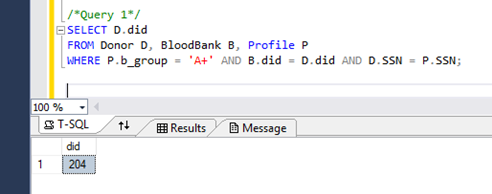 /*Query 1*/
SELECT D.did
FROM Donor D, BloodBank B, Profile P
WHERE P.b_group = 'A+' AND B.did = D.did AND D.SSN = P.SSN;
100 %
T-SQL Results Message
did
1 204